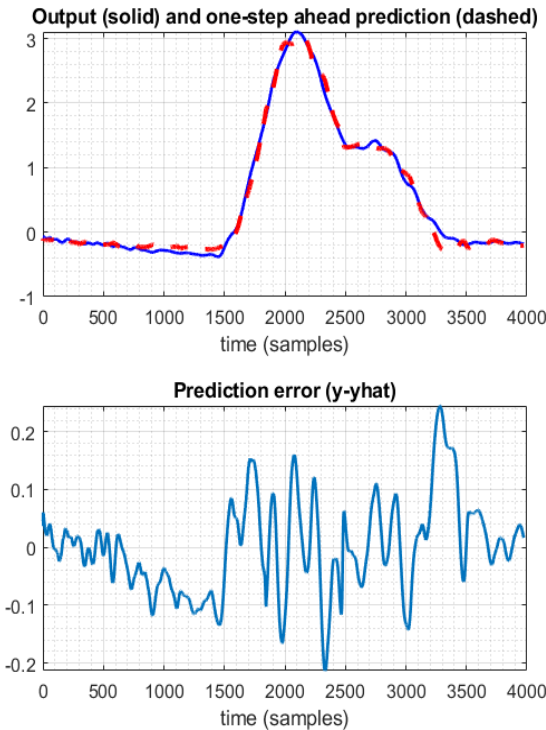 Output (solid) and one-step ahead prediction (dashed)
3
2
1
0
-1
0 500 1000 1500 2000 2500 3000 3500 4000
time (samples)
Prediction error (y-yhat)
0.2
0.1
0
-0.1
-0.2
0 500 1000 1500 2000 2500 3000 3500 4000
time (samples)